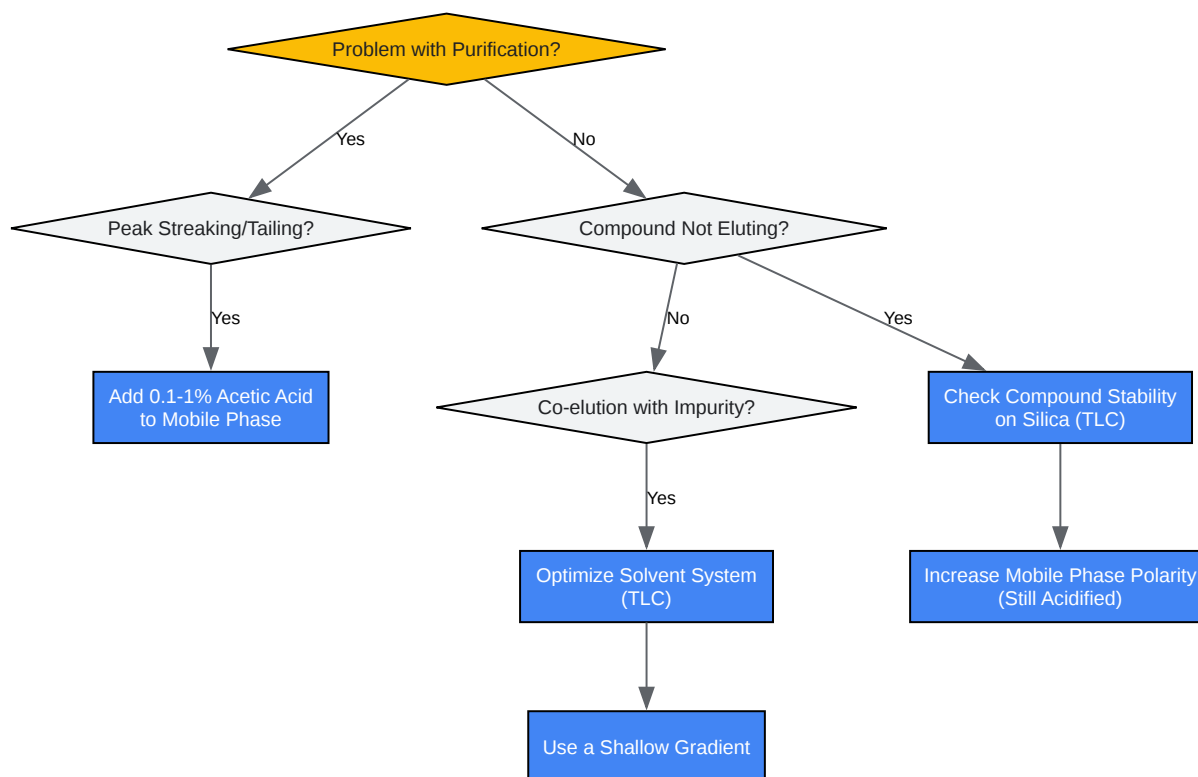 Problem with Purification?
Yes
No
Peak Streaking/Tailing?
Compound Not Eluting?
Yes
No
Yes
Add 0.1-1% Acetic Acid
to Mobile Phase
Co-elution with Impurity?
Check Compound Stability
on Silica (TLC)
Yes
Optimize Solvent System
(TLC)
Increase Mobile Phase Polarity
(Still Acidified)
Use a Shallow Gradient